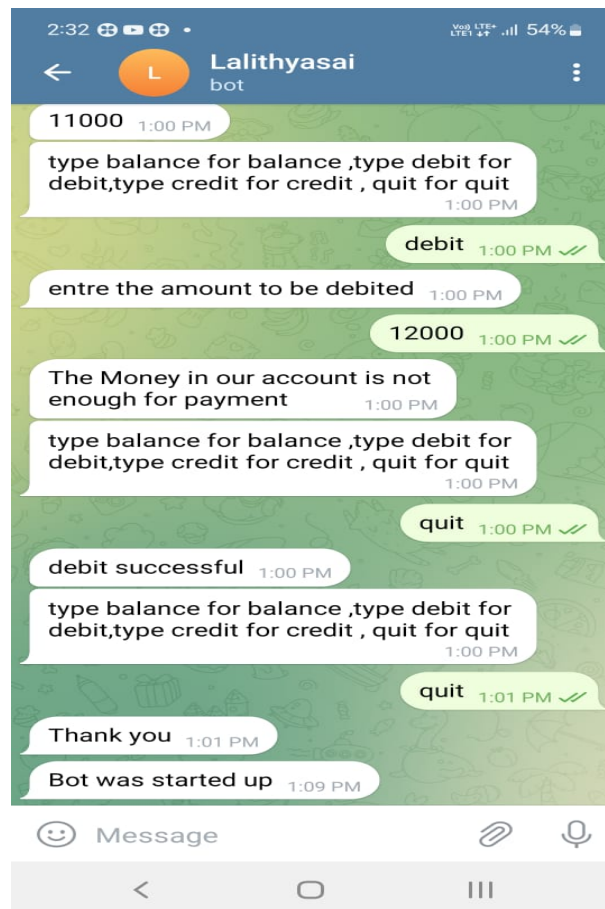 2:32
Vo)) LTE+ 54%
LTE1
L
Lalithyasai
bot
11000 1:00 PM
type balance for balance ,type debit for
debit,type credit for credit , quit for quit
1:00 PM
debit 1:00 PM
entre the amount to be debited 1:00 PM
12000 1:00 PM
The Money in our account is not
enough for payment 1:00 PM
type balance for balance ,type debit for
debit,type credit for credit , quit for quit
1:00 PM
quit 1:00 PM
debit successful 1:00 PM
type balance for balance ,type debit for
debit,type credit for credit , quit for quit
1:00 PM
quit 1:01 PM
Thank you 1:01 PM
Bot was started up 1:09 PM
Message